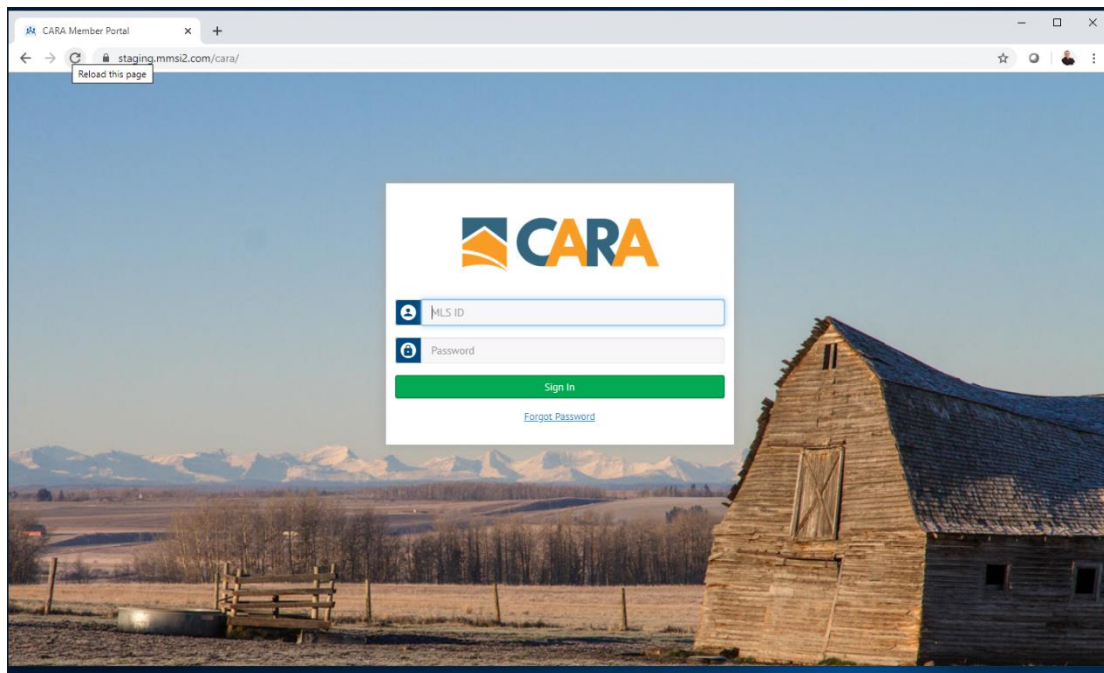 CARA Member Portal
staging.mmsi2.com/cara/
Reload this page
CARA
MLS ID
Password
Sign In
Forgot Password